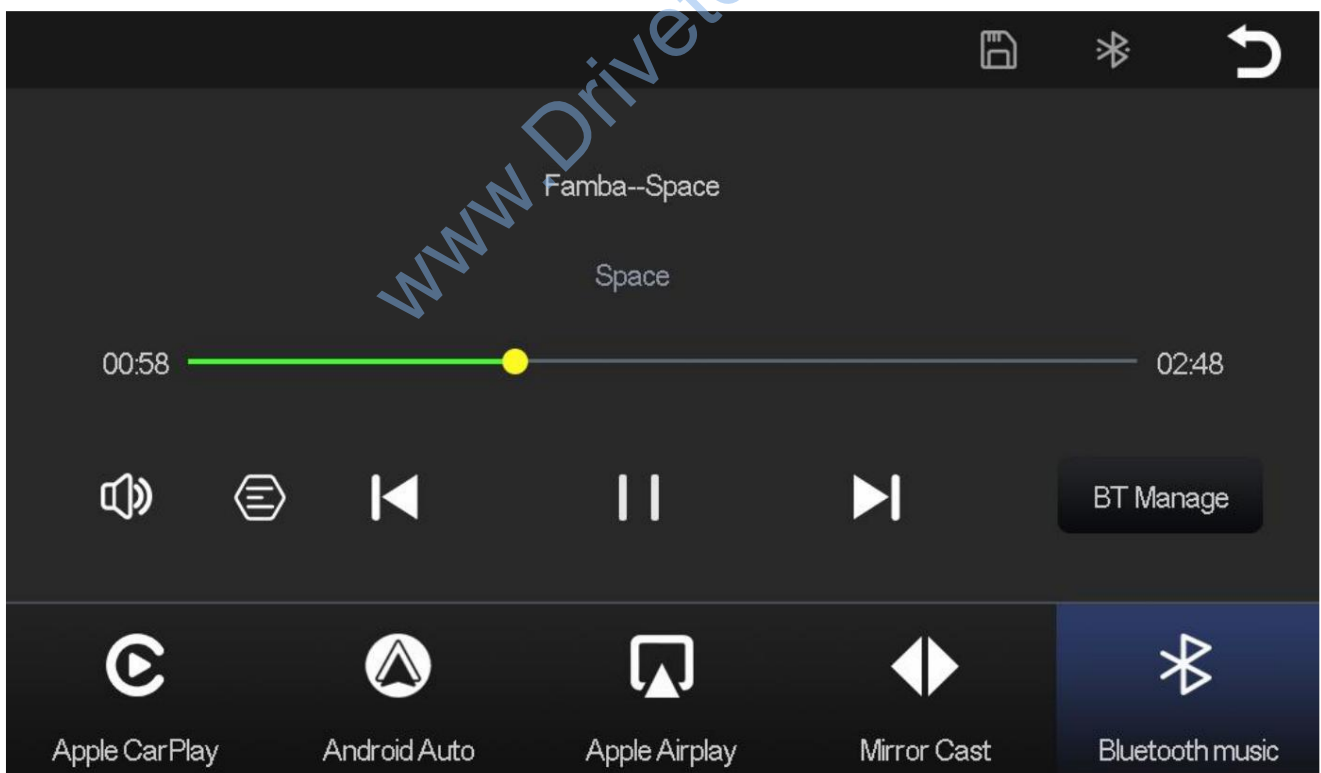 www.Driveto
Famba--Space
Space
00:58 02:48
BT Manage
Apple CarPlay Android Auto Apple Airplay Mirror Cast Bluetooth music